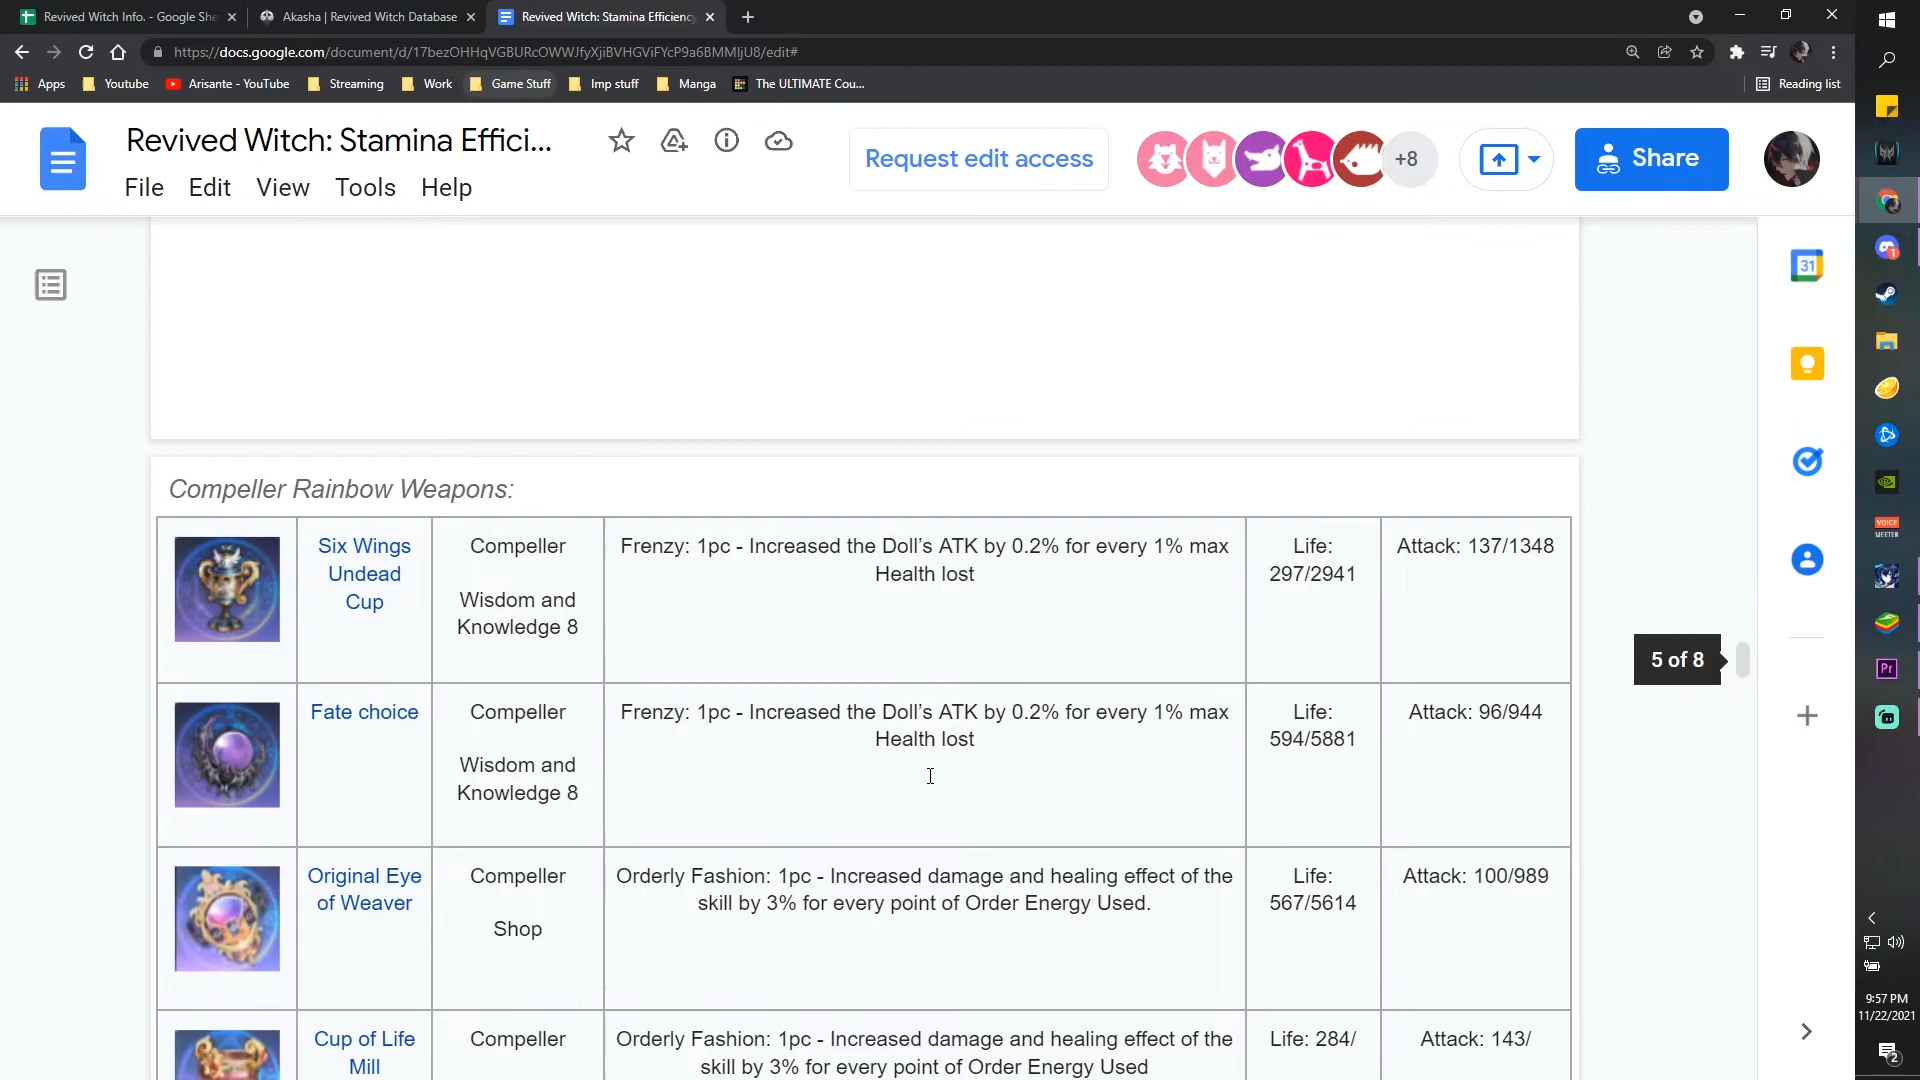 Revived Witch Info. - Google She
Akasha | Revived Witch Database
Revived Witch: Stamina Efficiency
https://docs.google.com/document/d/17bezOHHqVGBURcOWWJfyXjiBVHGViFYcP9a6BMMIjU8/edit#
Apps
Youtube
Arisante - YouTube
Streaming
Work
Game Stuff
Imp stuff
Manga
The ULTIMATE Cou...
Reading list
Revived Witch: Stamina Effici...
File Edit View Tools Help
Request edit access
+8
Share
31
Compeller Rainbow Weapons:
Six Wings
Undead
Cup
Compeller
Wisdom and
Knowledge 8
Frenzy: 1pc - Increased the Doll's ATK by 0.2% for every 1% max
Health lost
Life:
297/2941
Attack: 137/1348
Fate choice
Compeller
Wisdom and
Knowledge 8
Frenzy: 1pc - Increased the Doll's ATK by 0.2% for every 1% max
Health lost
Life:
594/5881
Attack: 96/944
Original Eye
of Weaver
Compeller
Shop
Orderly Fashion: 1pc - Increased damage and healing effect of the
skill by 3% for every point of Order Energy Used.
Life:
567/5614
Attack: 100/989
Cup of Life
Mill
Compeller
Orderly Fashion: 1pc - Increased damage and healing effect of the
skill by 3% for every point of Order Energy Used
Life: 284/
Attack: 143/
5 of 8
1
VOICE
MEETER
Pr
9:57 PM
11/22/2021
2